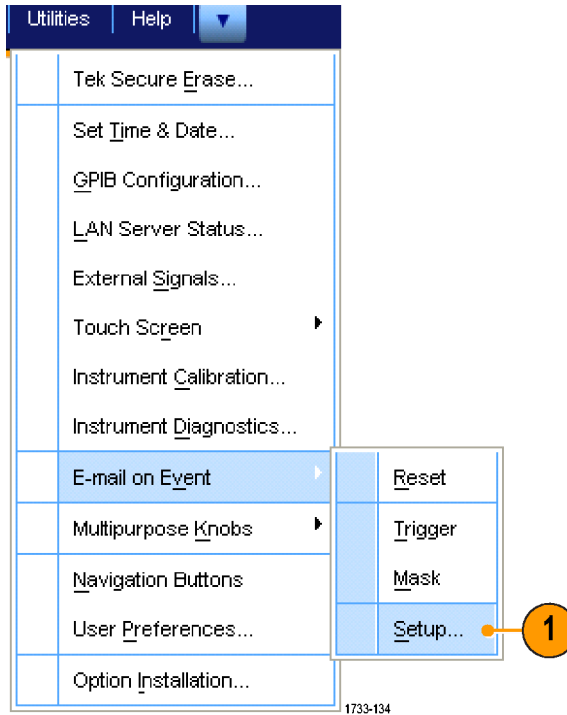 Utilities Help
Tek Secure Erase...
Set Time & Date...
GPIB Configuration...
LAN Server Status...
External Signals...
Touch Screen
Instrument Calibration...
Instrument Diagnostics...
E-mail on Event
Reset
Multipurpose Knobs
Trigger
Navigation Buttons
Mask
User Preferences...
Setup... 1
Option Installation...
1733-134